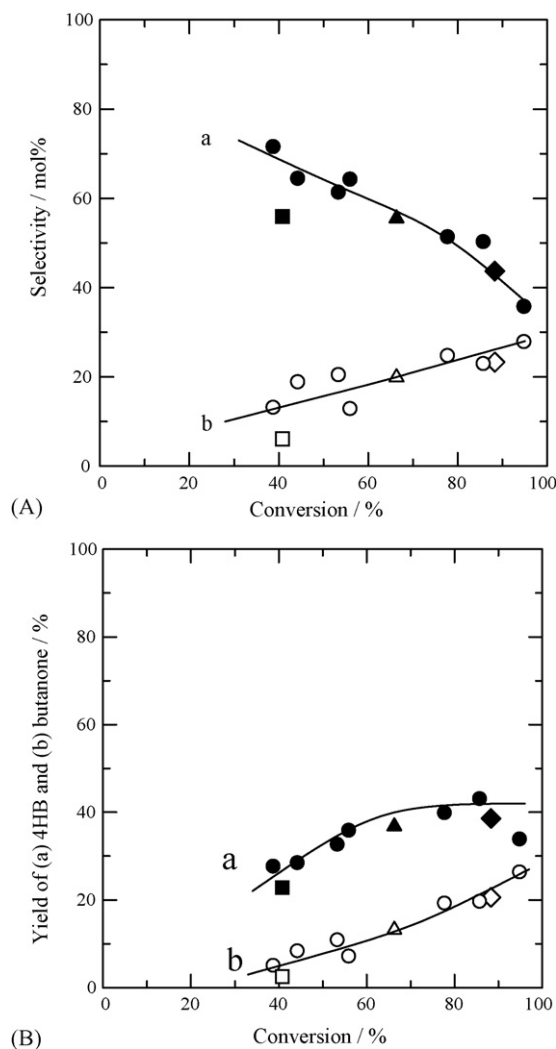 100
80
60
40
20
0
Selectivity / mol%
a
b
0 20 40 60 80 100
Conversion / %
(A)
100
80
60
40
20
0
Yield of (a) 4HB and (b) butanone / %
a
b
0 20 40 60 80 100
Conversion / %
(B)